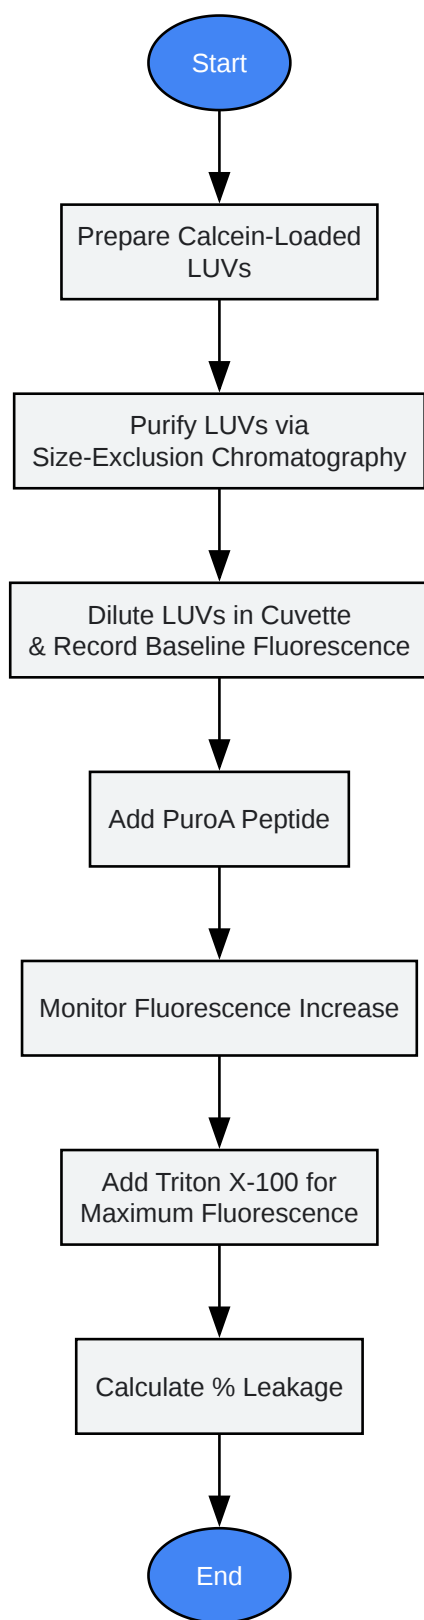 Start
Prepare Calcein-Loaded
LUVs
Purify LUVs via
Size-Exclusion Chromatography
Dilute LUVs in Cuvette
& Record Baseline Fluorescence
Add PuroA Peptide
Monitor Fluorescence Increase
Add Triton X-100 for
Maximum Fluorescence
Calculate % Leakage
End